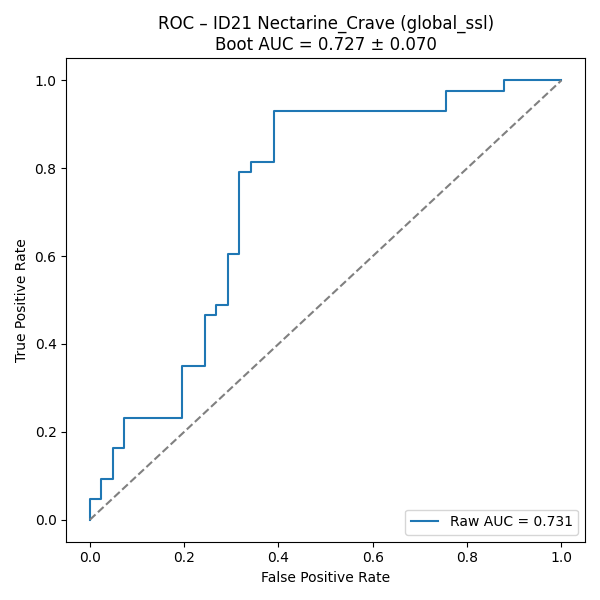 ROC – ID21 Nectarine_Crave (global_ssl)
Boot AUC = 0.727 ± 0.070
1.0
0.8
0.6
0.4
0.2
0.0
True Positive Rate
Raw AUC = 0.731
0.0 0.2 0.4 0.6 0.8 1.0
False Positive Rate